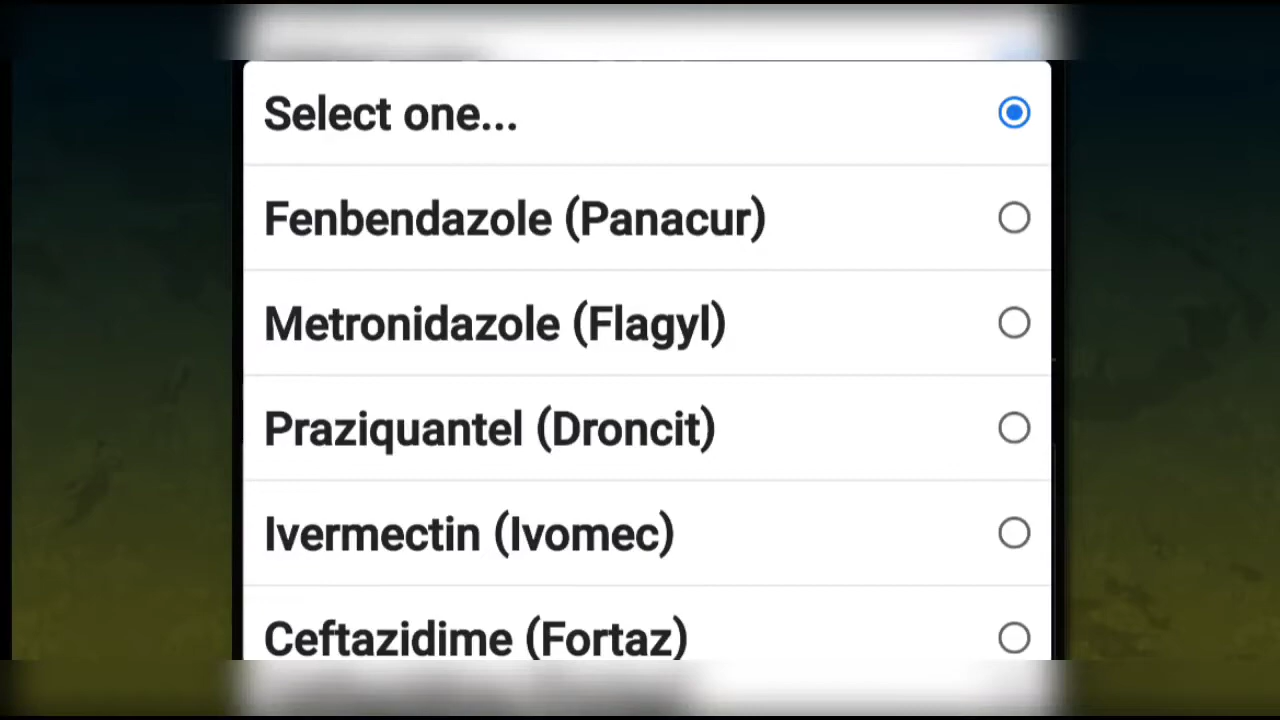 Select one...
Fenbendazole (Panacur)
Metronidazole (Flagyl)
Praziquantel (Droncit)
Ivermectin (Ivomec)
Ceftazidime (Fortaz)